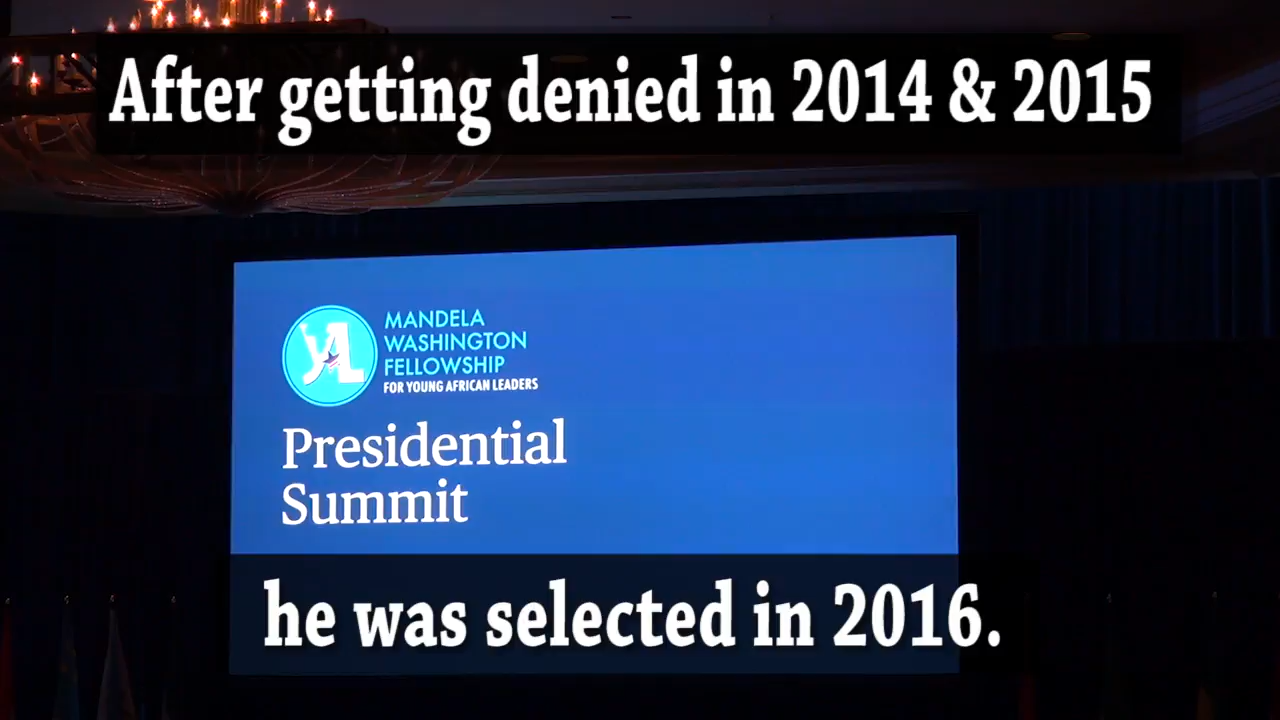 After getting denied in 2014 & 2015
YAL
MANDELA
WASHINGTON
FELLOWSHIP
FOR YOUNG AFRICAN LEADERS
Presidential
Summit
he was selected in 2016.